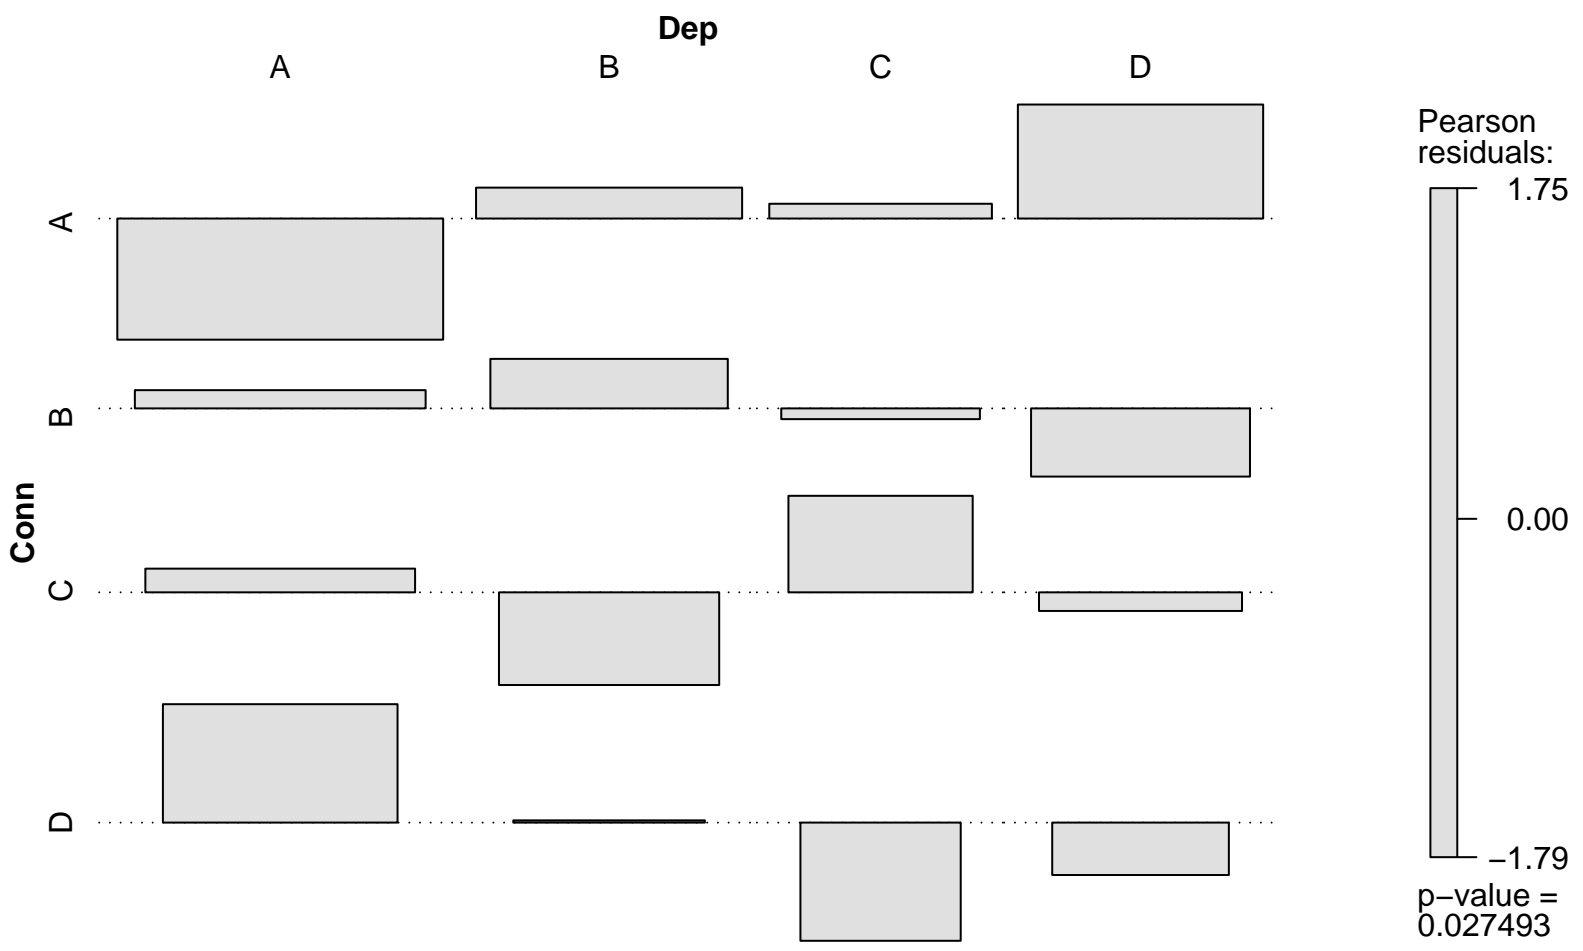 Dep
A B C D
A
B
C
D
Conn
Pearson
residuals:
1.75
0.00
−1.79
p−value =
0.027493